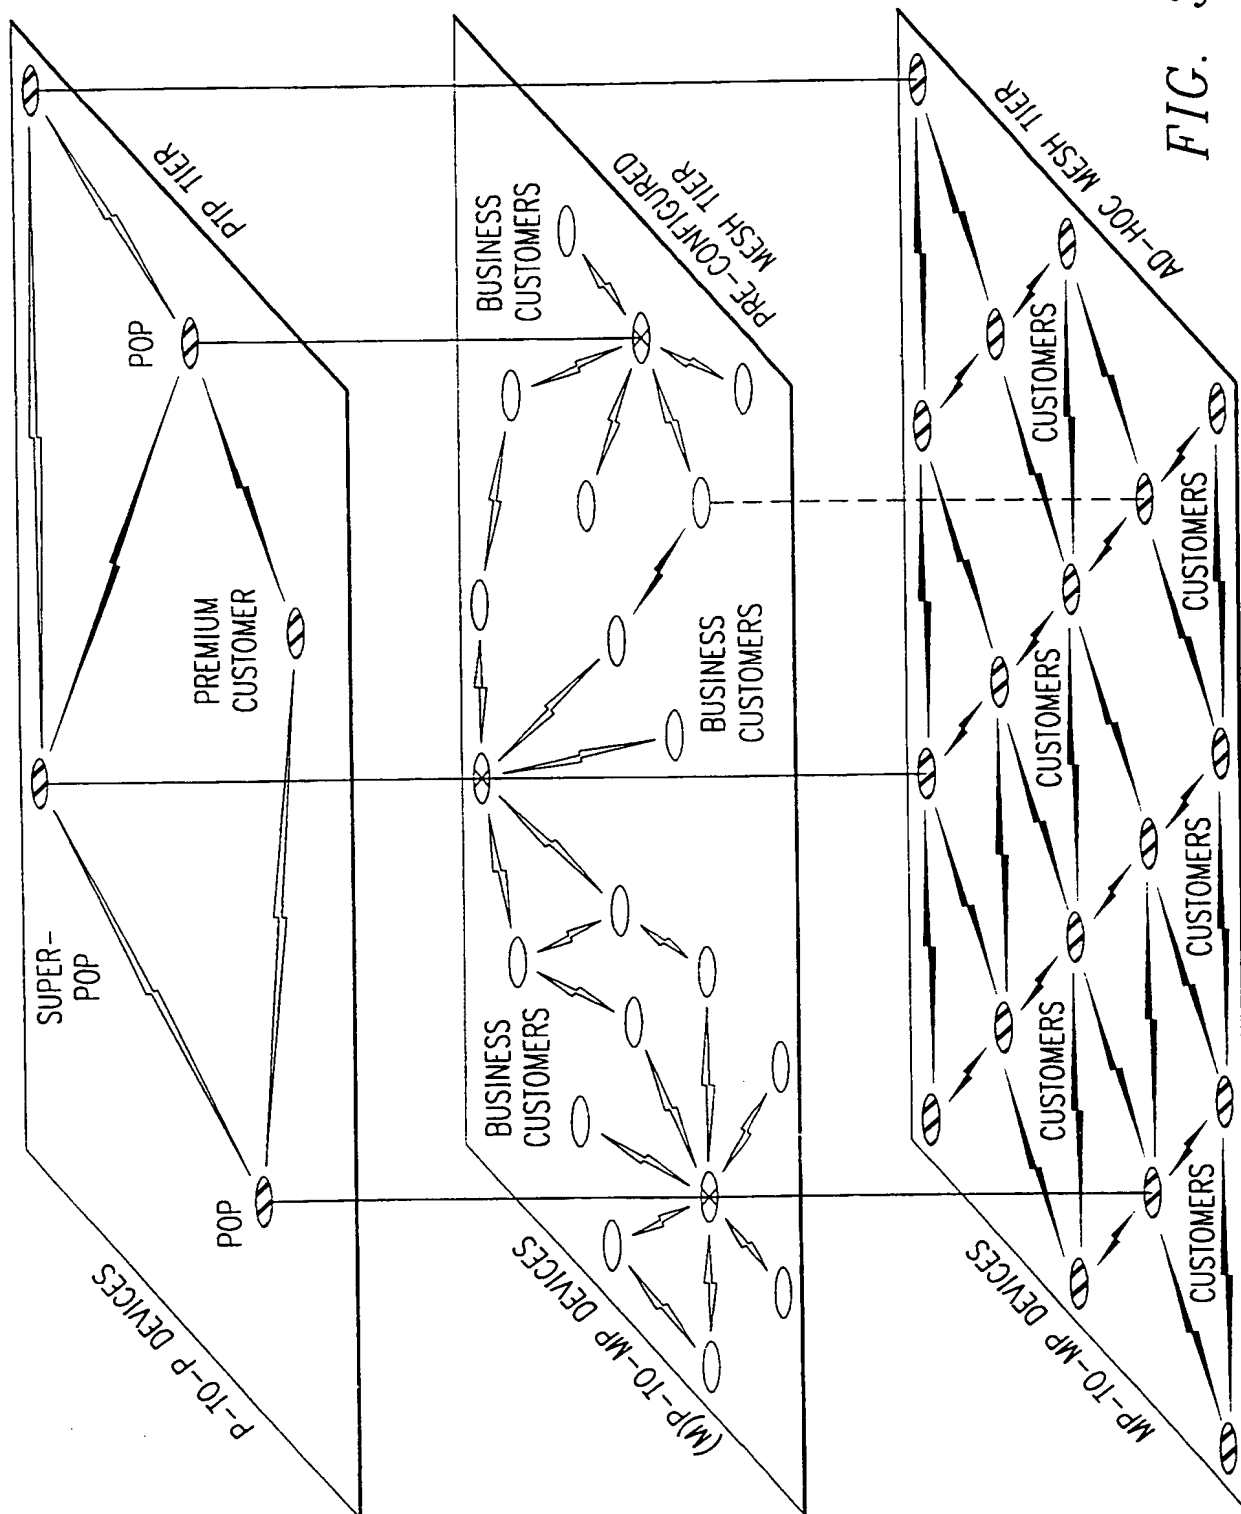 P-TO-P DEVICES
POP
SUPER-
POP
PREMIUM
CUSTOMER
POP
PTP TIER
(M)P-TO-MP DEVICES
BUSINESS
CUSTOMERS
BUSINESS
CUSTOMERS
BUSINESS
CUSTOMERS
PRE-CONFIGURED
MESH TIER
MP-TO-MP DEVICES
CUSTOMERS
CUSTOMERS
CUSTOMERS
CUSTOMERS
CUSTOMERS
CUSTOMERS
CUSTOMERS
AD-HOC MESH TIER
FIG.